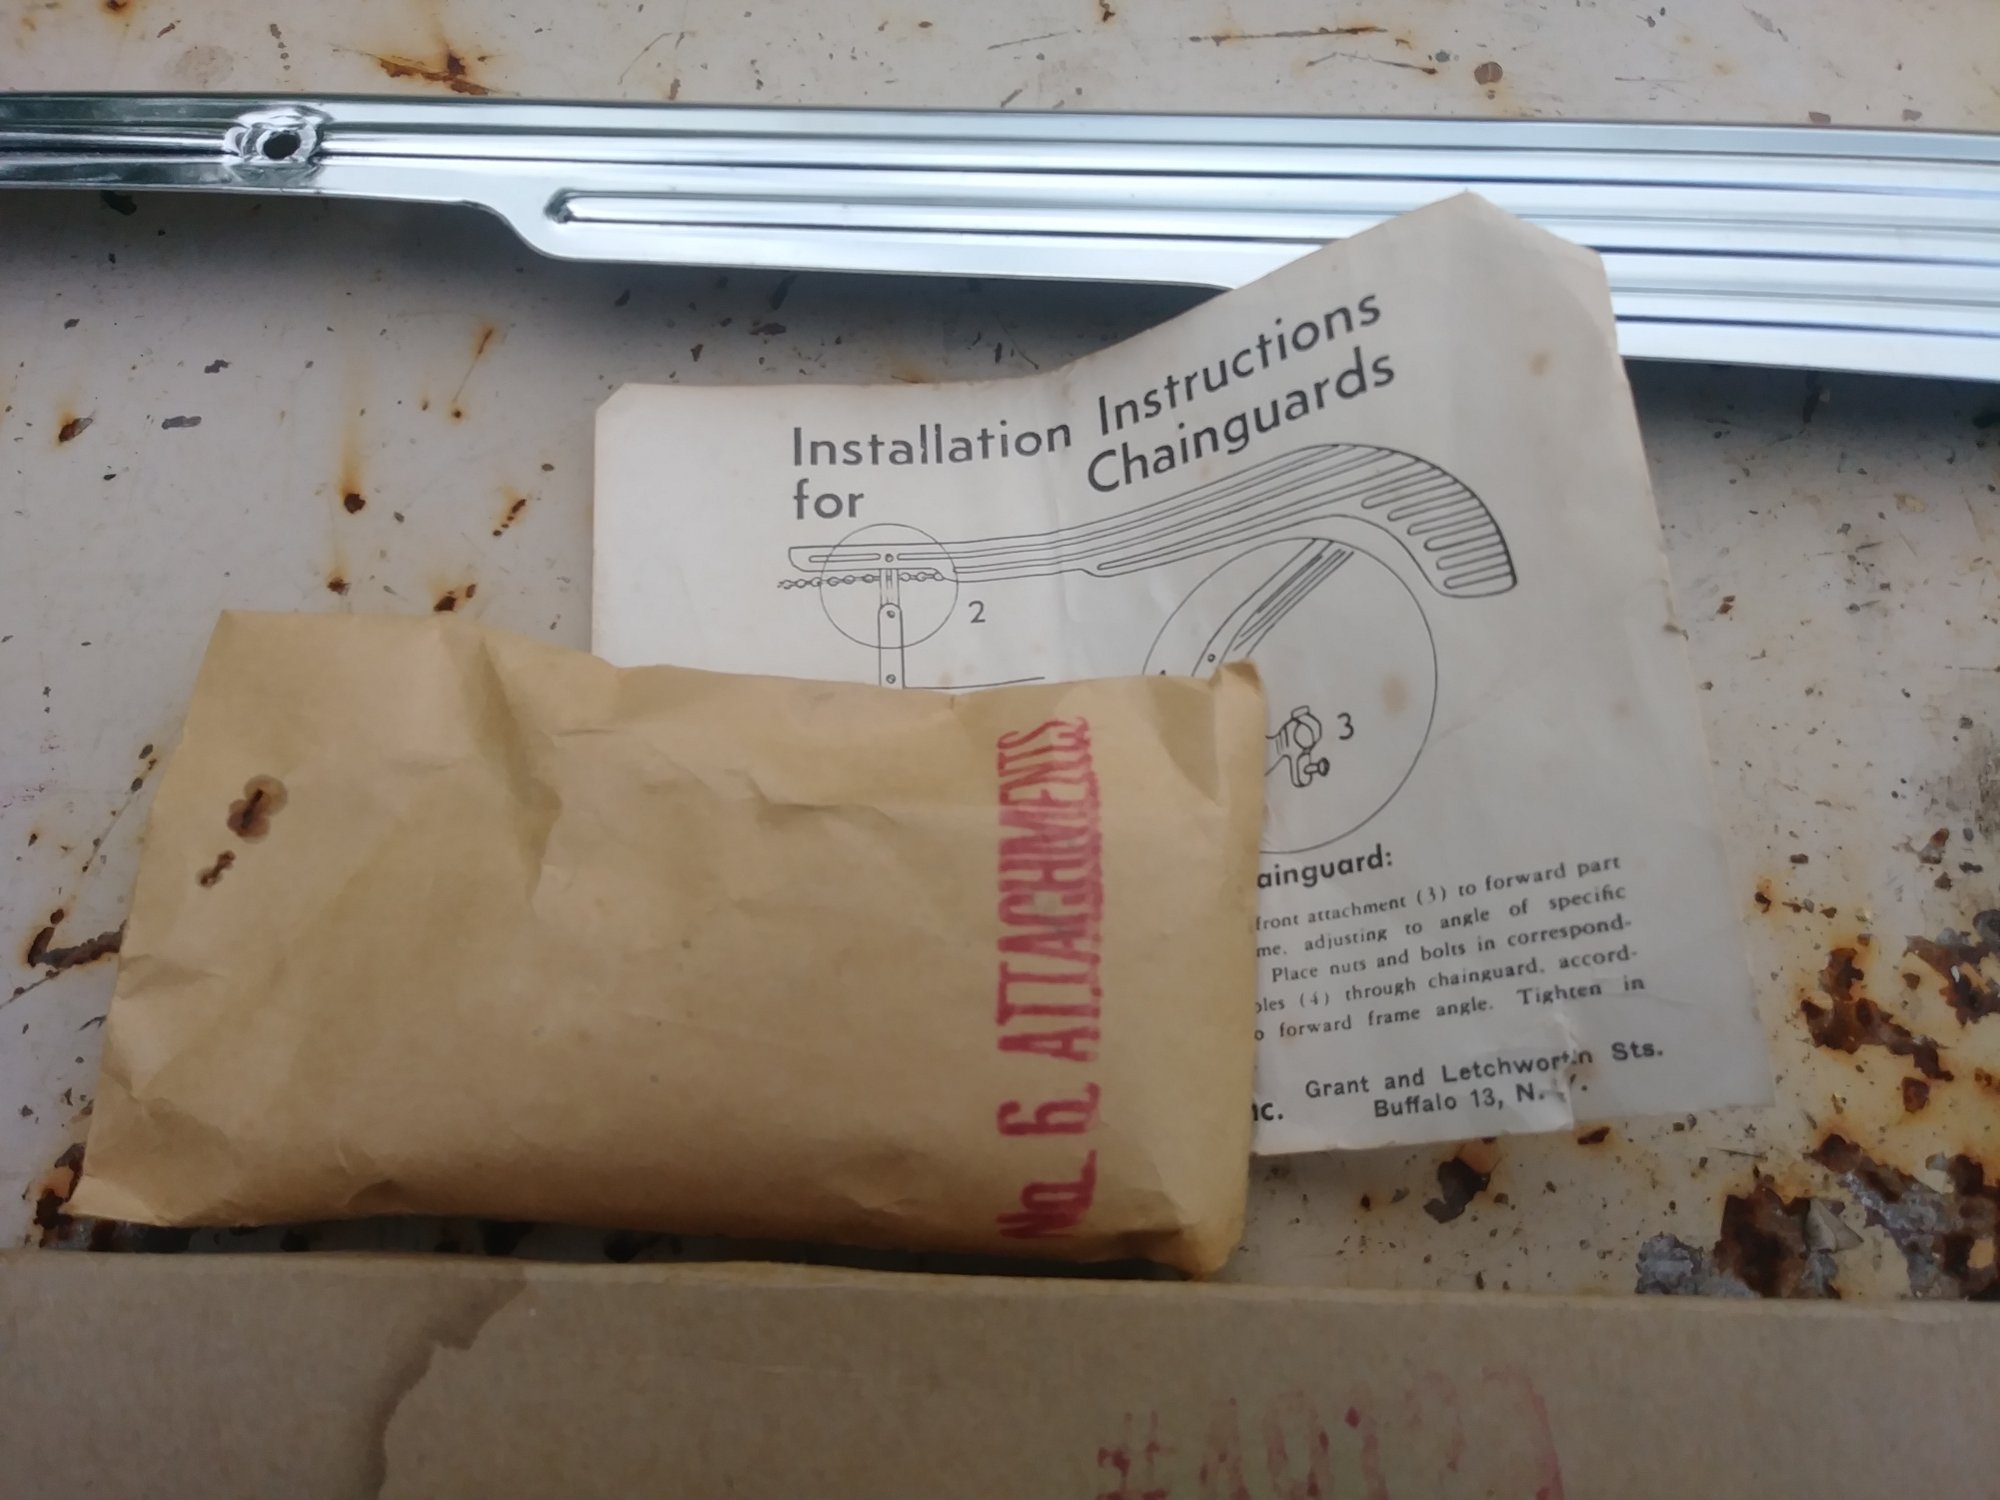 Installation Instructions
for Chainguards
2
3
ainguard:
front attachment (3) to forward part
me, adjusting to angle of specific
Place nuts and bolts in correspond-
oles (4) through chainguard, accord-
o forward frame angle. Tighten in
Grant and Letchworth Sts.
nc. Buffalo 13, N.
No. 6 ATTACHMENTS